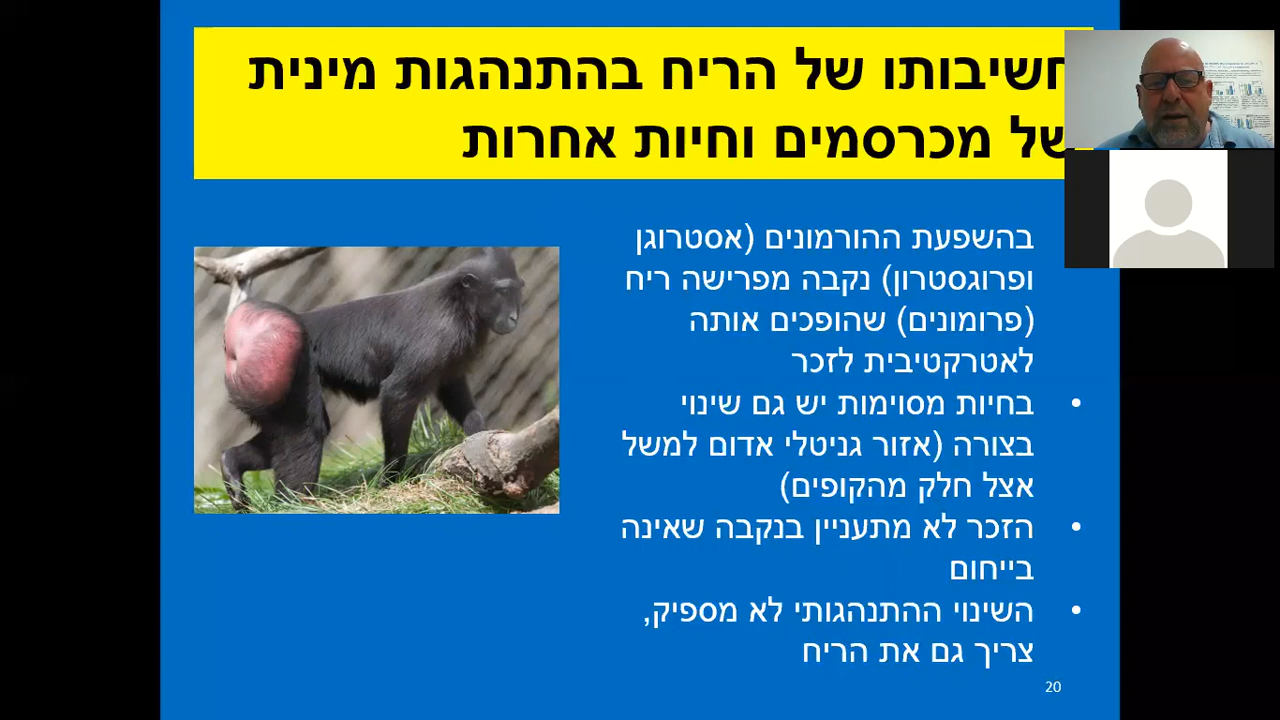 חשיבותו של הריח בהתנהגות מינית
של מכרסמים וחיות אחרות
בהשפעת ההורמונים (אסטרוגן
ופרוגסטרון) נקבה מפרישה ריח
(פרומונים) שהופכים אותה
לאטרקטיבית לזכר
• בחיות מסוימות יש גם שינוי
בצורה (אזור גניטלי אדום למשל
אצל חלק מהקופים)
• הזכר לא מתעניין בנקבה שאינה
בייחום
• השינוי ההתנהגותי לא מספיק,
צריך גם את הריח
20